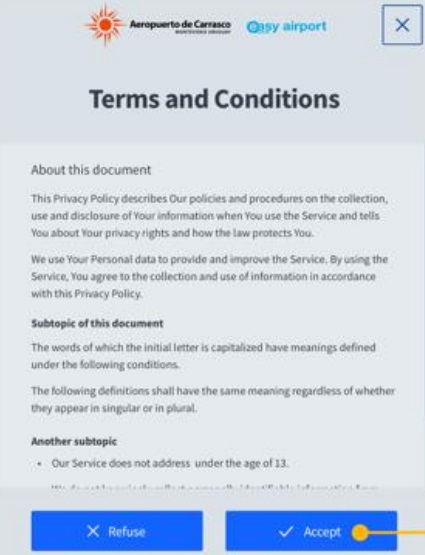 Aeropuerto de Carrasco
MONTEVIDEO URUGUAY
easy airport
Terms and Conditions
About this document
This Privacy Policy describes Our policies and procedures on the collection,
use and disclosure of Your information when You use the Service and tells
You about Your privacy rights and how the law protects You.
We use Your Personal data to provide and improve the Service. By using the
Service, You agree to the collection and use of information in accordance
with this Privacy Policy.
Subtopic of this document
The words of which the initial letter is capitalized have meanings defined
under the following conditions.
The following definitions shall have the same meaning regardless of whether
they appear in singular or in plural.
Another subtopic
• Our Service does not address under the age of 13.
Refuse
Accept